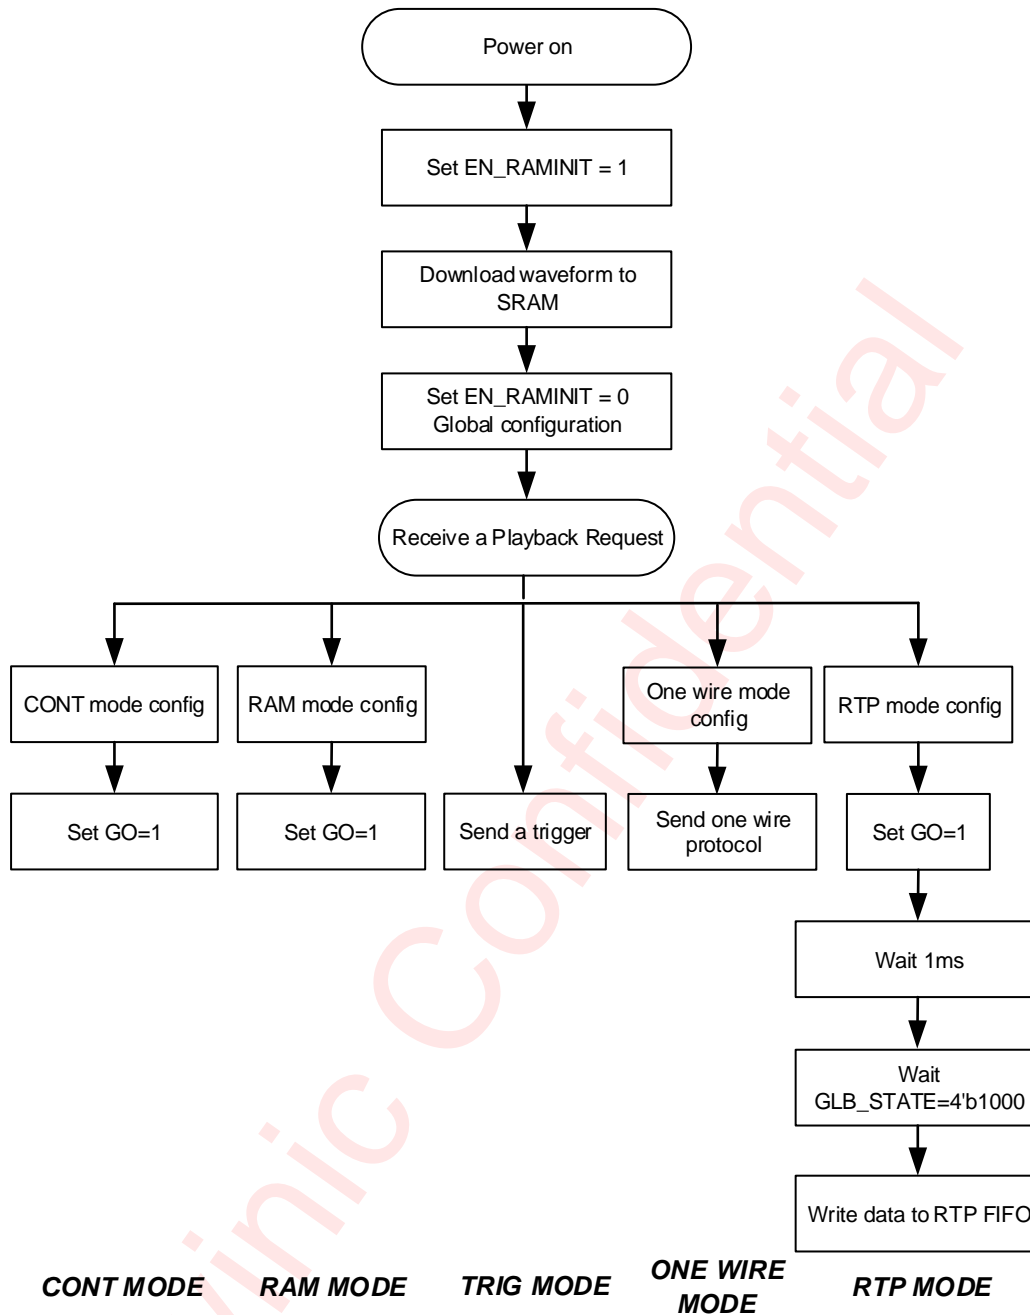 Power on
Set EN_RAMINIT = 1
Download waveform to
SRAM
Set EN_RAMINIT = 0
Global configuration
Receive a Playback Request
CONT mode config
RAM mode config
One wire mode
config
RTP mode config
Set GO=1
Set GO=1
Send a trigger
Send one wire
protocol
Set GO=1
Wait 1ms
Wait
GLB_STATE=4'b1000
Write data to RTP FIFO
CONT MODE
RAM MODE
TRIG MODE
ONE WIRE
MODE
RTP MODE
Confidential